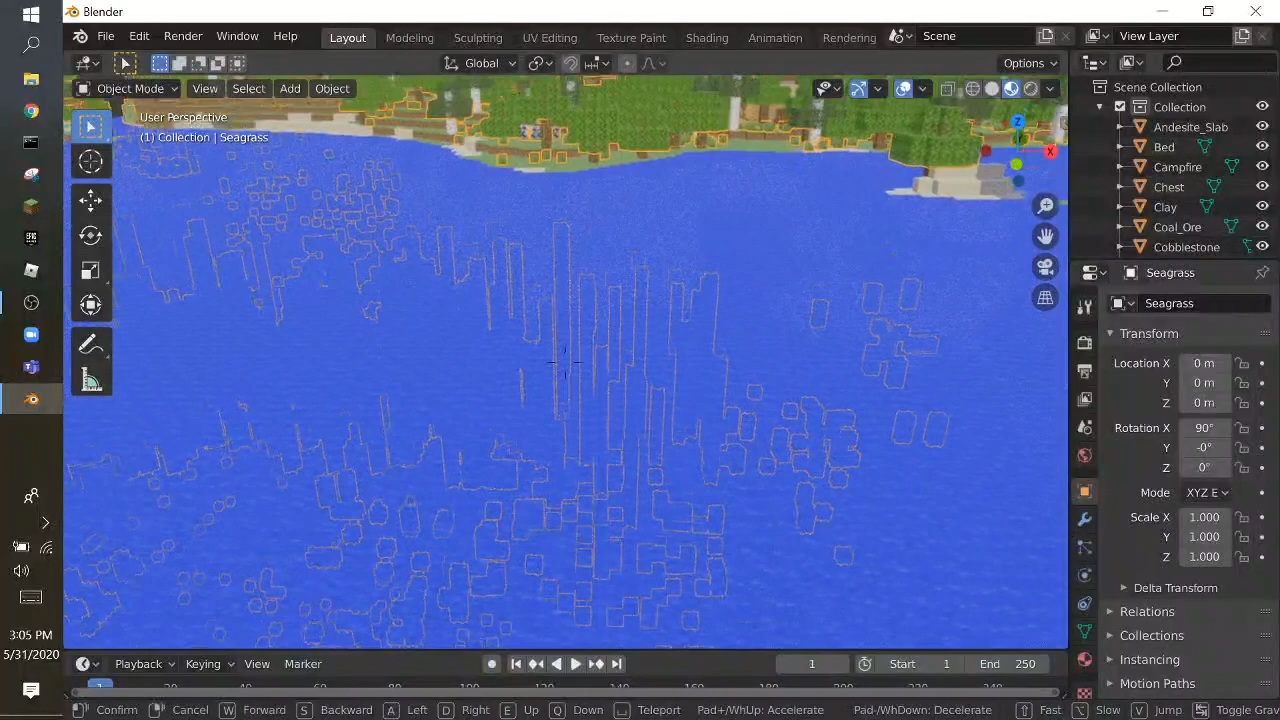 Blender
File Edit Render Window Help Layout Modeling Sculpting UV Editing Texture Paint Shading Animation Rendering Scene View Layer
Global Options
Object Mode View Select Add Object
User Perspective
(1) Collection | Seagrass
Z
X
Scene Collection
Collection
Andesite_Slab
Bed
Campfire
Chest
Clay
Coal_Ore
Cobblestone
Seagrass
Seagrass
Transform
Location X 0 m
Y 0 m
Z 0 m
Rotation X 90°
Y -0°
Z 0°
Mode XYZ E
Scale X 1.000
Y 1.000
Z 1.000
Delta Transform
Relations
Collections
Instancing
Motion Paths
3:05 PM
5/31/2020
Playback Keying View Marker 1 Start 1 End 250
Confirm Cancel W Forward S Backward A Left D Right E Up Q Down Teleport Pad+/WhUp: Accelerate Pad-/WhDown: Decelerate Fast Slow Toggle Grav